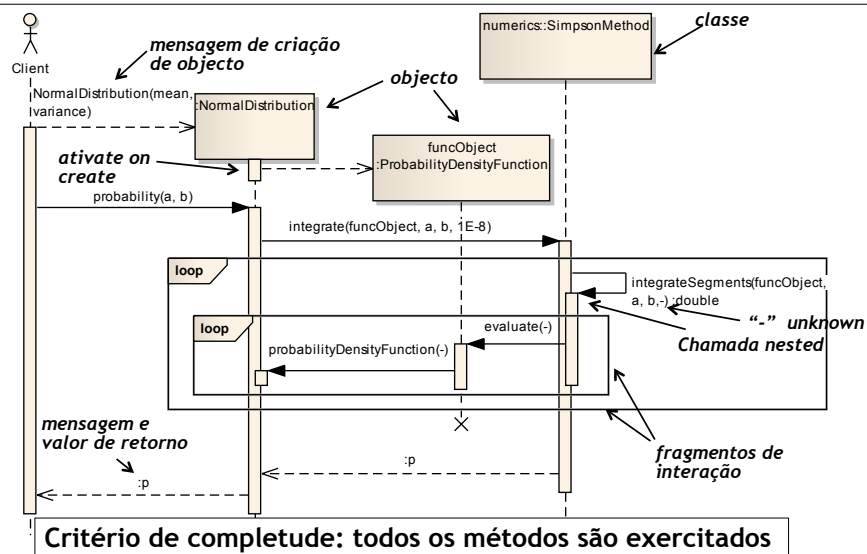 numerics::SimpsonMethod
classe
mensagem de criação
de objecto
objecto
Client
NormalDistribution(mean,
variance)
:NormalDistribution
funcObject
:ProbabilityDensityFunction
ativate on
create
probability(a, b)
integrate(funcObject, a, b, 1E-8)
loop
integrateSegments(funcObject,
a, b,-) :double
“-” unknown
Chamada nested
loop
evaluate(-)
probabilityDensityFunction(-)
mensagem e
valor de retorno
fragmentos de
interação
:p
:p
Critério de completude: todos os métodos são exercitados